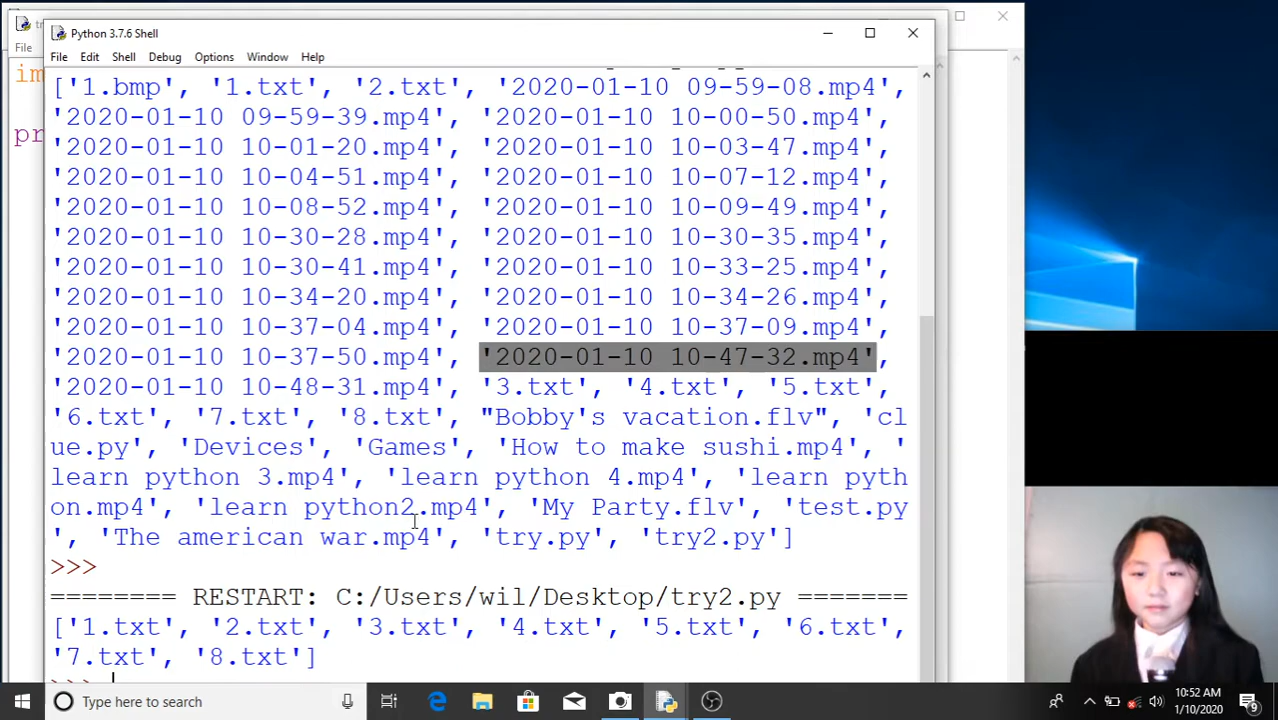 tr
Python 3.7.6 Shell
File
File Edit Shell Debug Options Window Help
im
['1.bmp', '1.txt', '2.txt', '2020-01-10 09-59-08.mp4',
'2020-01-10 09-59-39.mp4', '2020-01-10 10-00-50.mp4',
pr
'2020-01-10 10-01-20.mp4', '2020-01-10 10-03-47.mp4',
'2020-01-10 10-04-51.mp4', '2020-01-10 10-07-12.mp4',
'2020-01-10 10-08-52.mp4', '2020-01-10 10-09-49.mp4',
'2020-01-10 10-30-28.mp4', '2020-01-10 10-30-35.mp4',
'2020-01-10 10-30-41.mp4', '2020-01-10 10-33-25.mp4',
'2020-01-10 10-34-20.mp4', '2020-01-10 10-34-26.mp4',
'2020-01-10 10-37-04.mp4', '2020-01-10 10-37-09.mp4',
'2020-01-10 10-37-50.mp4', '2020-01-10 10-47-32.mp4',
'2020-01-10 10-48-31.mp4', '3.txt', '4.txt', '5.txt',
'6.txt', '7.txt', '8.txt', "Bobby's vacation.flv", 'cl
ue.py', 'Devices', 'Games', 'How to make sushi.mp4', '
learn python 3.mp4', 'learn python 4.mp4', 'learn pyth
on.mp4', 'learn python2.mp4', 'My Party.flv', 'test.py
', 'The american war.mp4', 'try.py', 'try2.py']
>>>
======== RESTART: C:/Users/wil/Desktop/try2.py =======
['1.txt', '2.txt', '3.txt', '4.txt', '5.txt', '6.txt',
'7.txt', '8.txt']
>>>
Type here to search
10:52 AM
1/10/2020
9